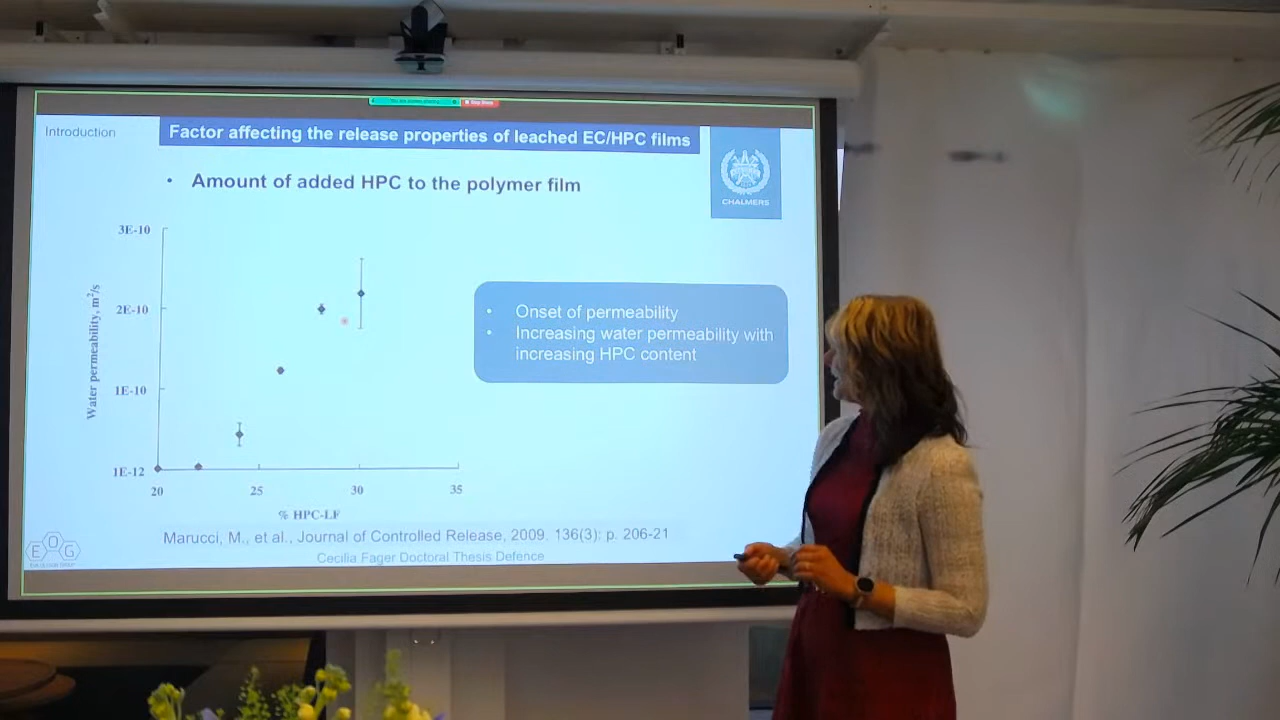 Introduction
Factor affecting the release properties of leached EC/HPC films
CHALMERS
• Amount of added HPC to the polymer film
3E-10
2E-10
1E-10
1E-12
Water permeability, m²/s
20 25 30 35
% HPC-LF
• Onset of permeability
• Increasing water permeability with
increasing HPC content
Marucci, M., et al., Journal of Controlled Release, 2009. 136(3): p. 206-21
Cecilia Fager Doctoral Thesis Defence
EOG